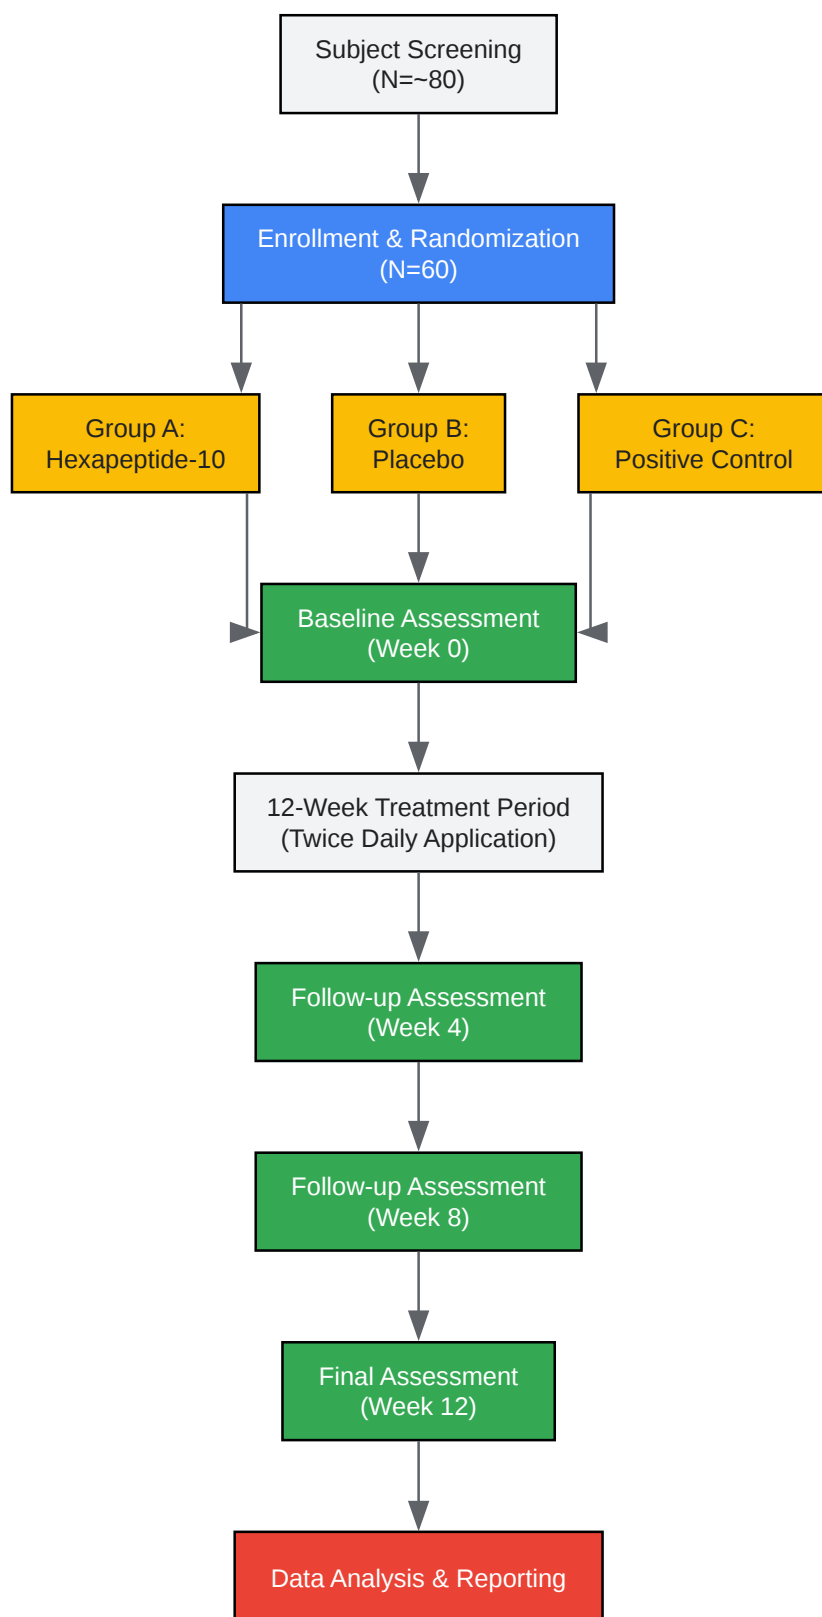 Subject Screening
(N=~80)
Enrollment & Randomization
(N=60)
Group A:
Hexapeptide-10
Group B:
Placebo
Group C:
Positive Control
Baseline Assessment
(Week 0)
12-Week Treatment Period
(Twice Daily Application)
Follow-up Assessment
(Week 4)
Follow-up Assessment
(Week 8)
Final Assessment
(Week 12)
Data Analysis & Reporting